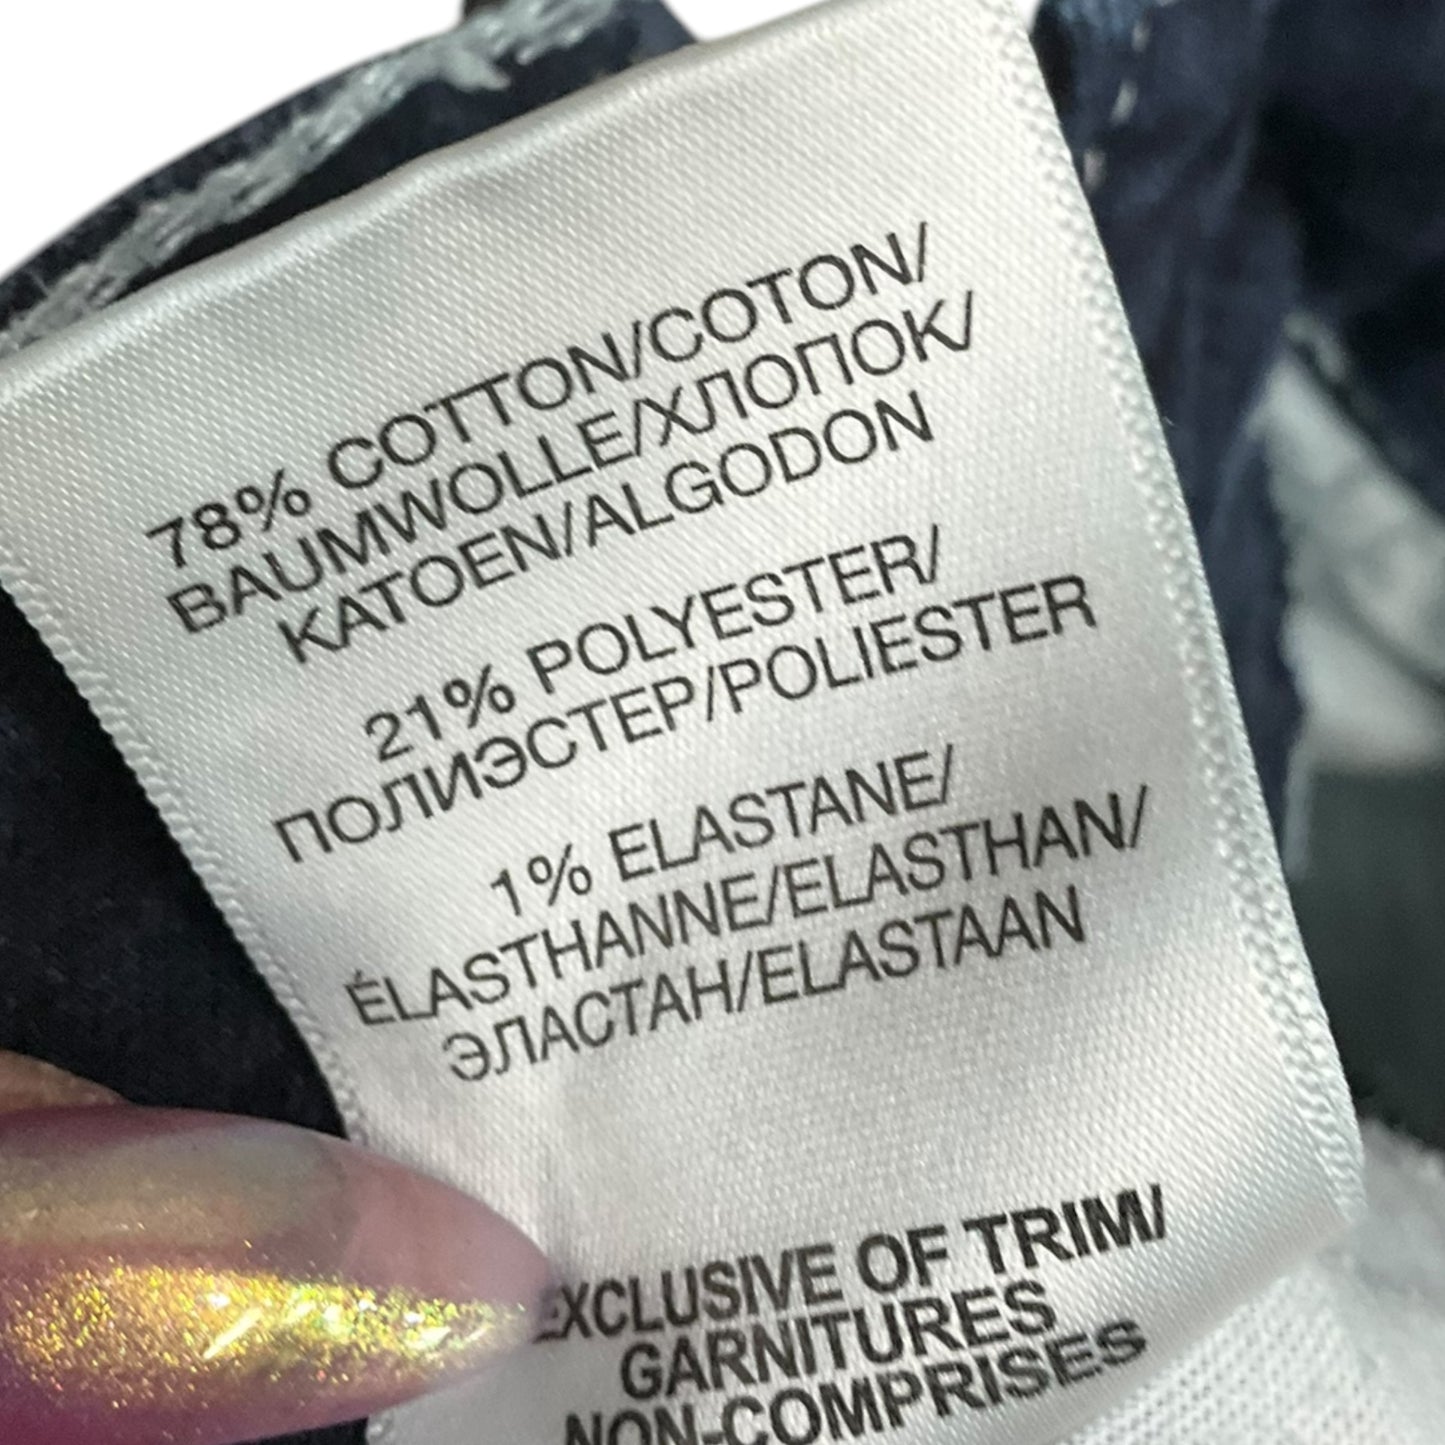 78% COTTON/COTON/
BAUMWOLLE/ХЛОПОК/
KATOEN/ALGODON
21% POLYESTER/
ПОЛИЭСТЕР/POLIESTER
1% ELASTANE/
ÉLASTHANNE/ELASTHAN/
ЭЛАСТАН/ELASTAAN
EXCLUSIVE OF TRIM/
GARNITURES
NON-COMPRISES